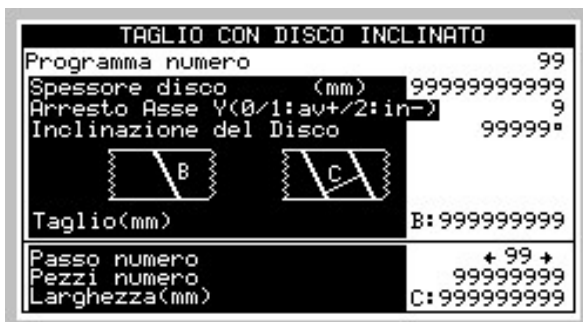 TAGLIO CON DISCO INCLINATO
Programma numero 99
Spessore disco (mm) 99999999999
Arresto Asse Y(0/1:av+/2:in-) 9
Inclinazione del Disco 99999°
B C
Taglio(mm) B:999999999
Passo numero ← 99 →
Pezzi numero 99999999
Larghezza(mm) C:999999999